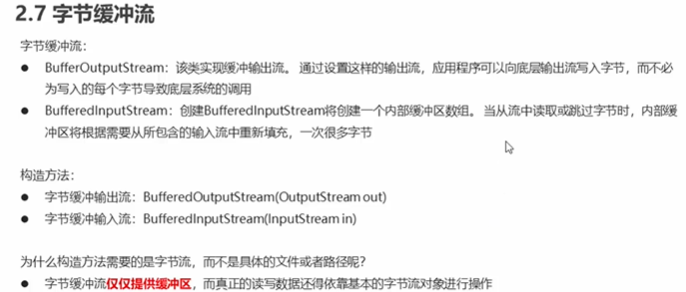 2.7 字节缓冲流
字节缓冲流：
● BufferOutputStream：该类实现缓冲输出流。 通过设置这样的输出流，应用程序可以向底层输出流写入字节，而不必
为写入的每个字节导致底层系统的调用
● BufferedInputStream：创建BufferedInputStream将创建一个内部缓冲区数组。 当从流中读取或跳过字节时，内部缓
冲区将根据需要从所包含的输入流中重新填充，一次很多字节
构造方法：
● 字节缓冲输出流：BufferedOutputStream(OutputStream out)
● 字节缓冲输入流：BufferedInputStream(InputStream in)
为什么构造方法需要的是字节流，而不是具体的文件或者路径呢？
● 字节缓冲流仅仅提供缓冲区，而真正的读写数据还得依靠基本的字节流对象进行操作